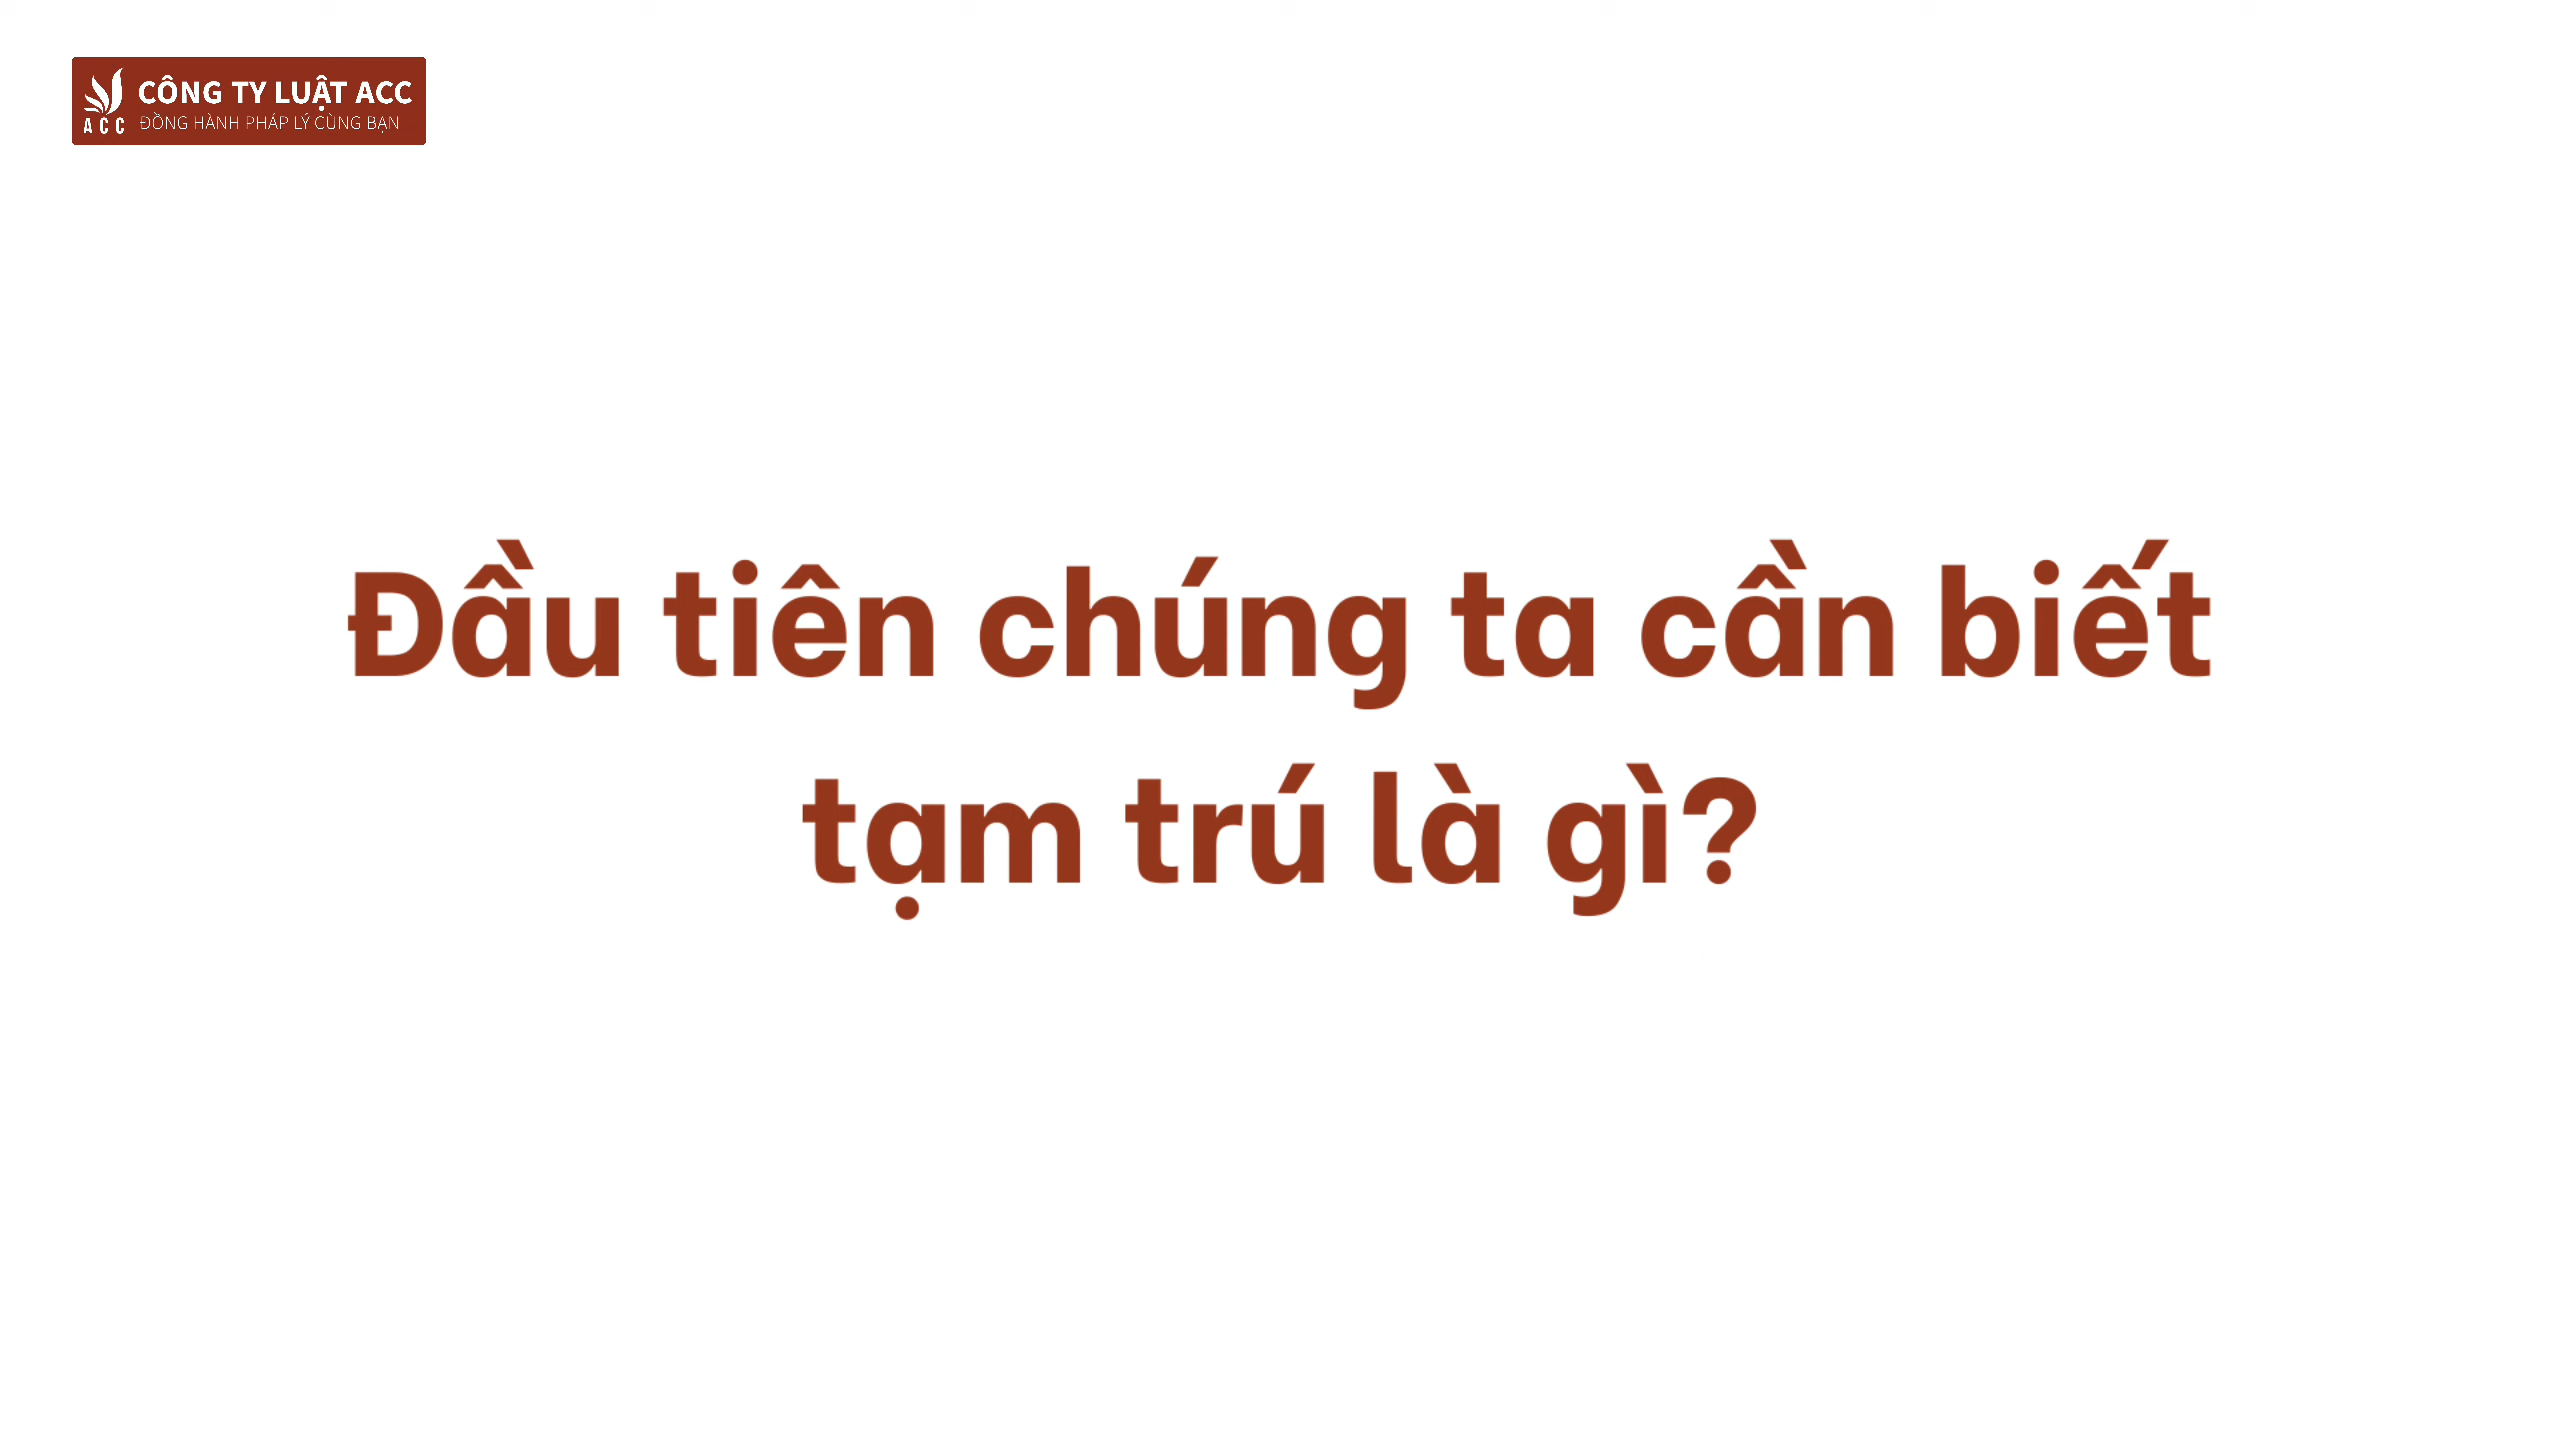 CÔNG TY LUẬT ACC
ACC
ĐỒNG HÀNH PHÁP LÝ CÙNG BẠN
Đầu tiên chúng ta cần biết
tạm trú là gì?